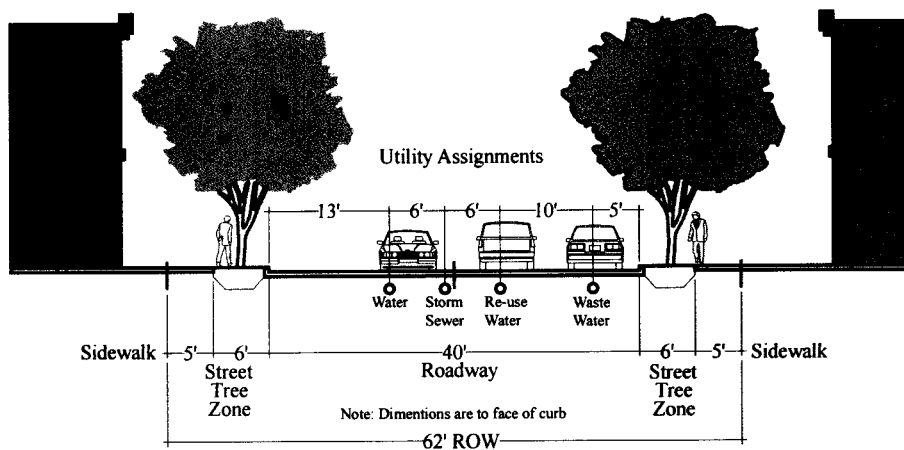 Utility Assignments
13' 6' 6' 10' 5'
Water
Storm
Sewer
Re-use
Water
Waste
Water
Sidewalk 5' 6' 40' 6' 5' Sidewalk
Street
Tree
Zone
Roadway
Street
Tree
Zone
Note: Dimentions are to face of curb
62' ROW